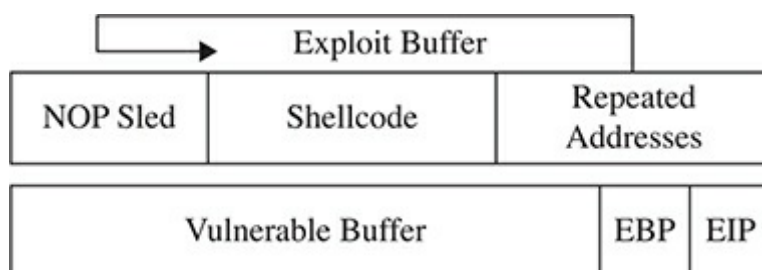 Exploit Buffer
NOP Sled
Shellcode
Repeated
Addresses
Vulnerable Buffer
EBP
EIP